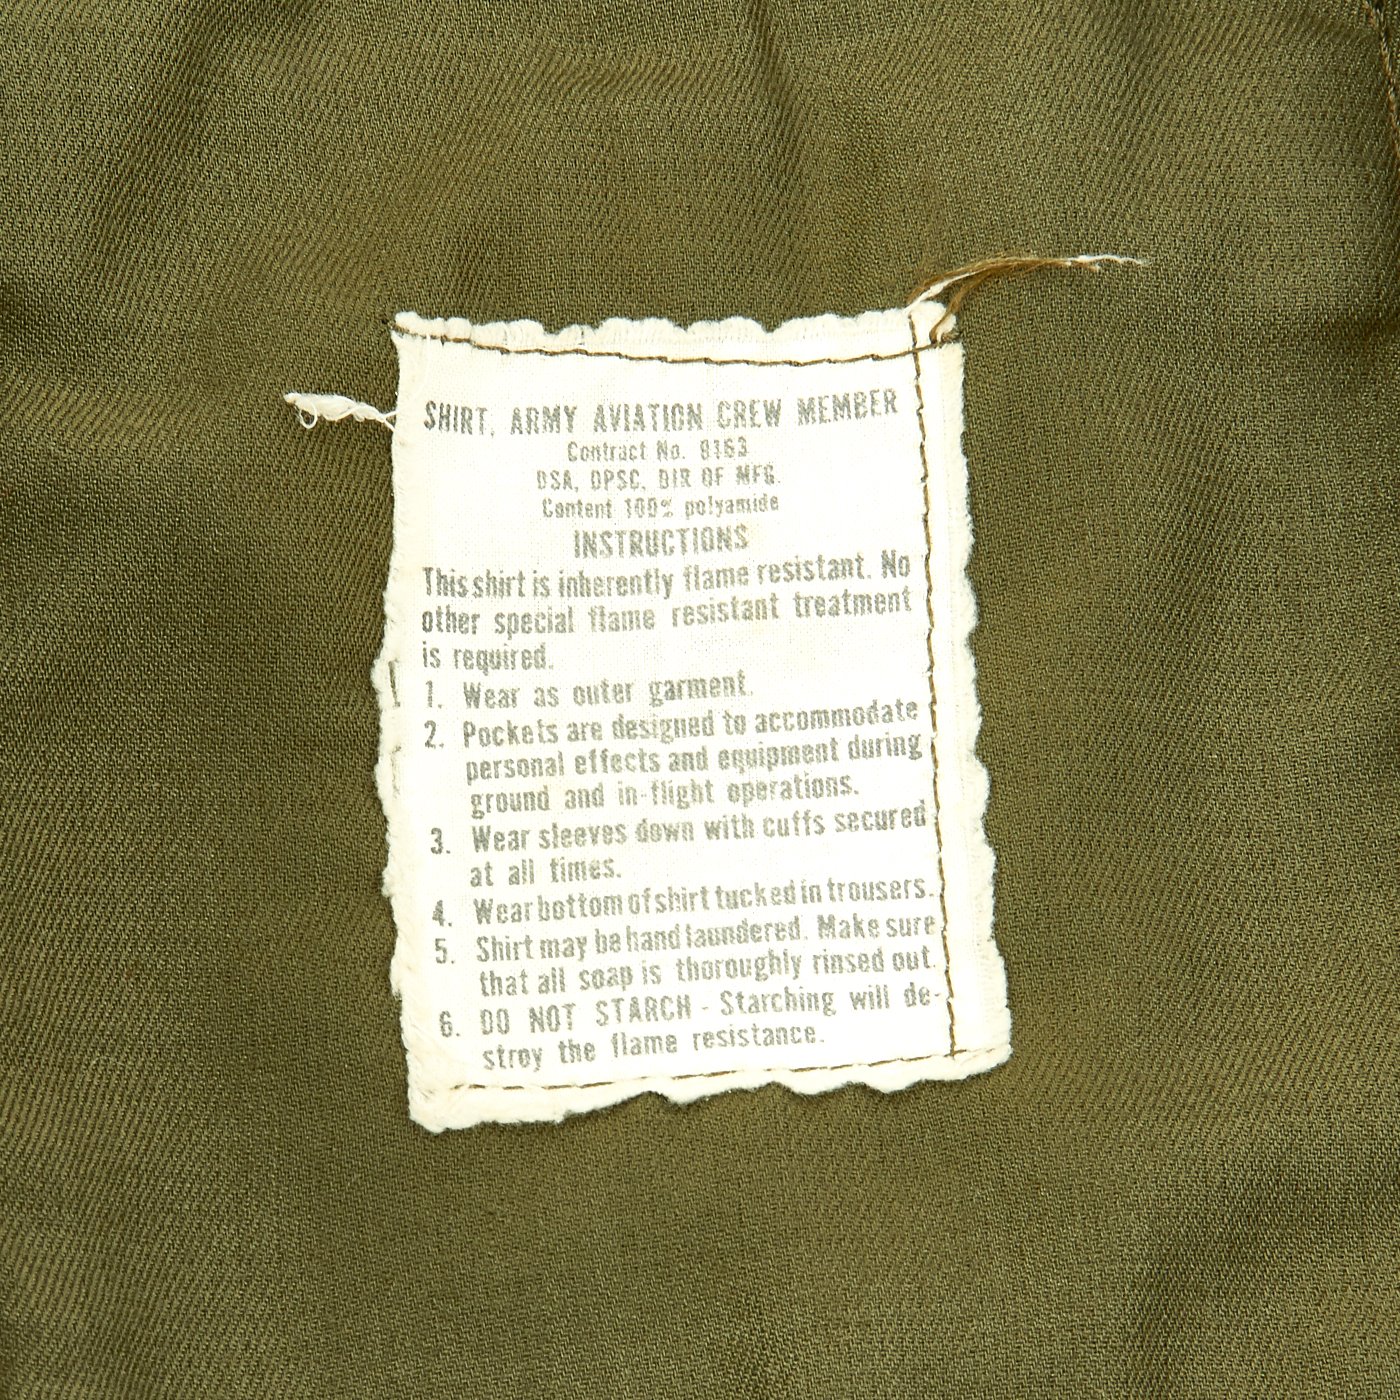 SHIRT, ARMY AVIATION CREW MEMBER
Contract No. 8163
DSA, DPSC, DIR OF MFG.
Content 100% polyamide
INSTRUCTIONS
This shirt is inherently flame resistant. No
other special flame resistant treatment
is required.
1. Wear as outer garment.
2. Pockets are designed to accommodate
personal effects and equipment during
ground and in-flight operations.
3. Wear sleeves down with cuffs secured
at all times.
4. Wear bottom of shirt tucked in trousers.
5. Shirt may be hand laundered. Make sure
that all soap is thoroughly rinsed out.
6. DO NOT STARCH - Starching will de-
stroy the flame resistance.